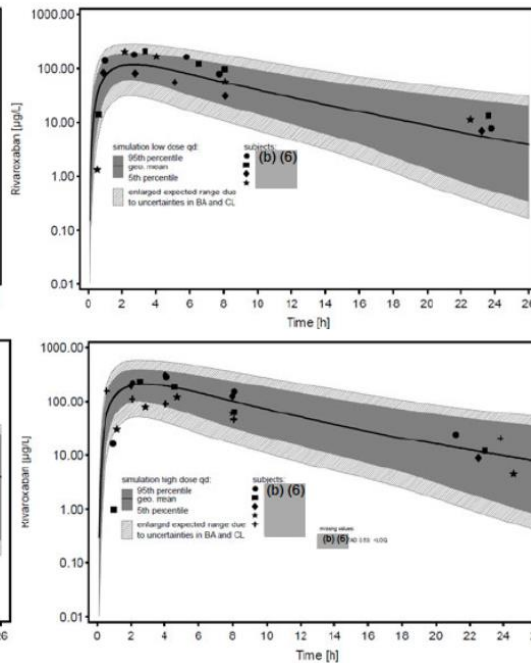 1000.00
100.00
10.00
1.00
0.10
0.01
Rivaroxaban [µg/L]
simulation low dose qd:
95th percentile
geo. mean
5th percentile
enlarged expected range due
to uncertainties in BA and CL
subjects:
(b) (6)
0 2 4 6 8 10 12 14 16 18 20 22 24 26
Time [h]
1000.00
100.00
10.00
1.00
0.10
0.01
Rivaroxaban [µg/L]
simulation high dose qd:
95th percentile
geo. mean
5th percentile
enlarged expected range due
to uncertainties in BA and CL
subjects:
(b) (6)
missing values
(b) (6)
26
0 2 4 6 8 10 12 14 16 18 20 22 24
Time [h]